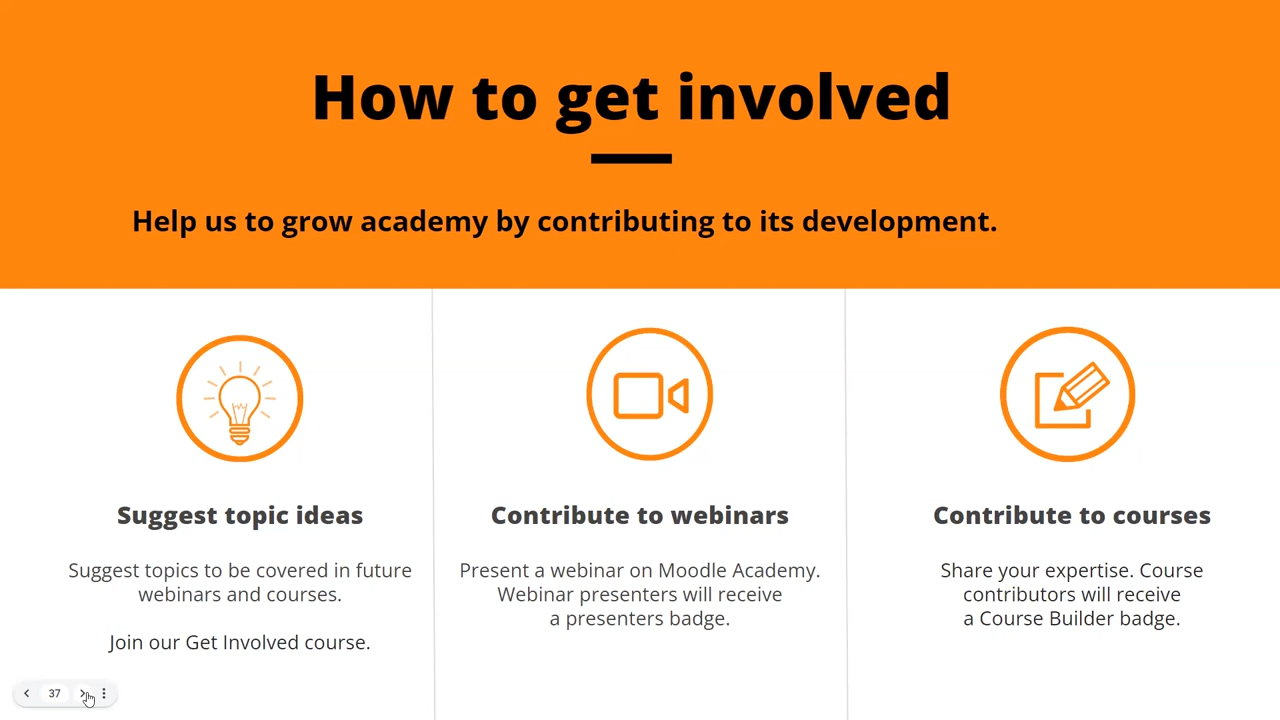 How to get involved
Help us to grow academy by contributing to its development.
Suggest topic ideas
Suggest topics to be covered in future
webinars and courses.
Join our Get Involved course.
Contribute to webinars
Present a webinar on Moodle Academy.
Webinar presenters will receive
a presenters badge.
Contribute to courses
Share your expertise. Course
contributors will receive
a Course Builder badge.
37